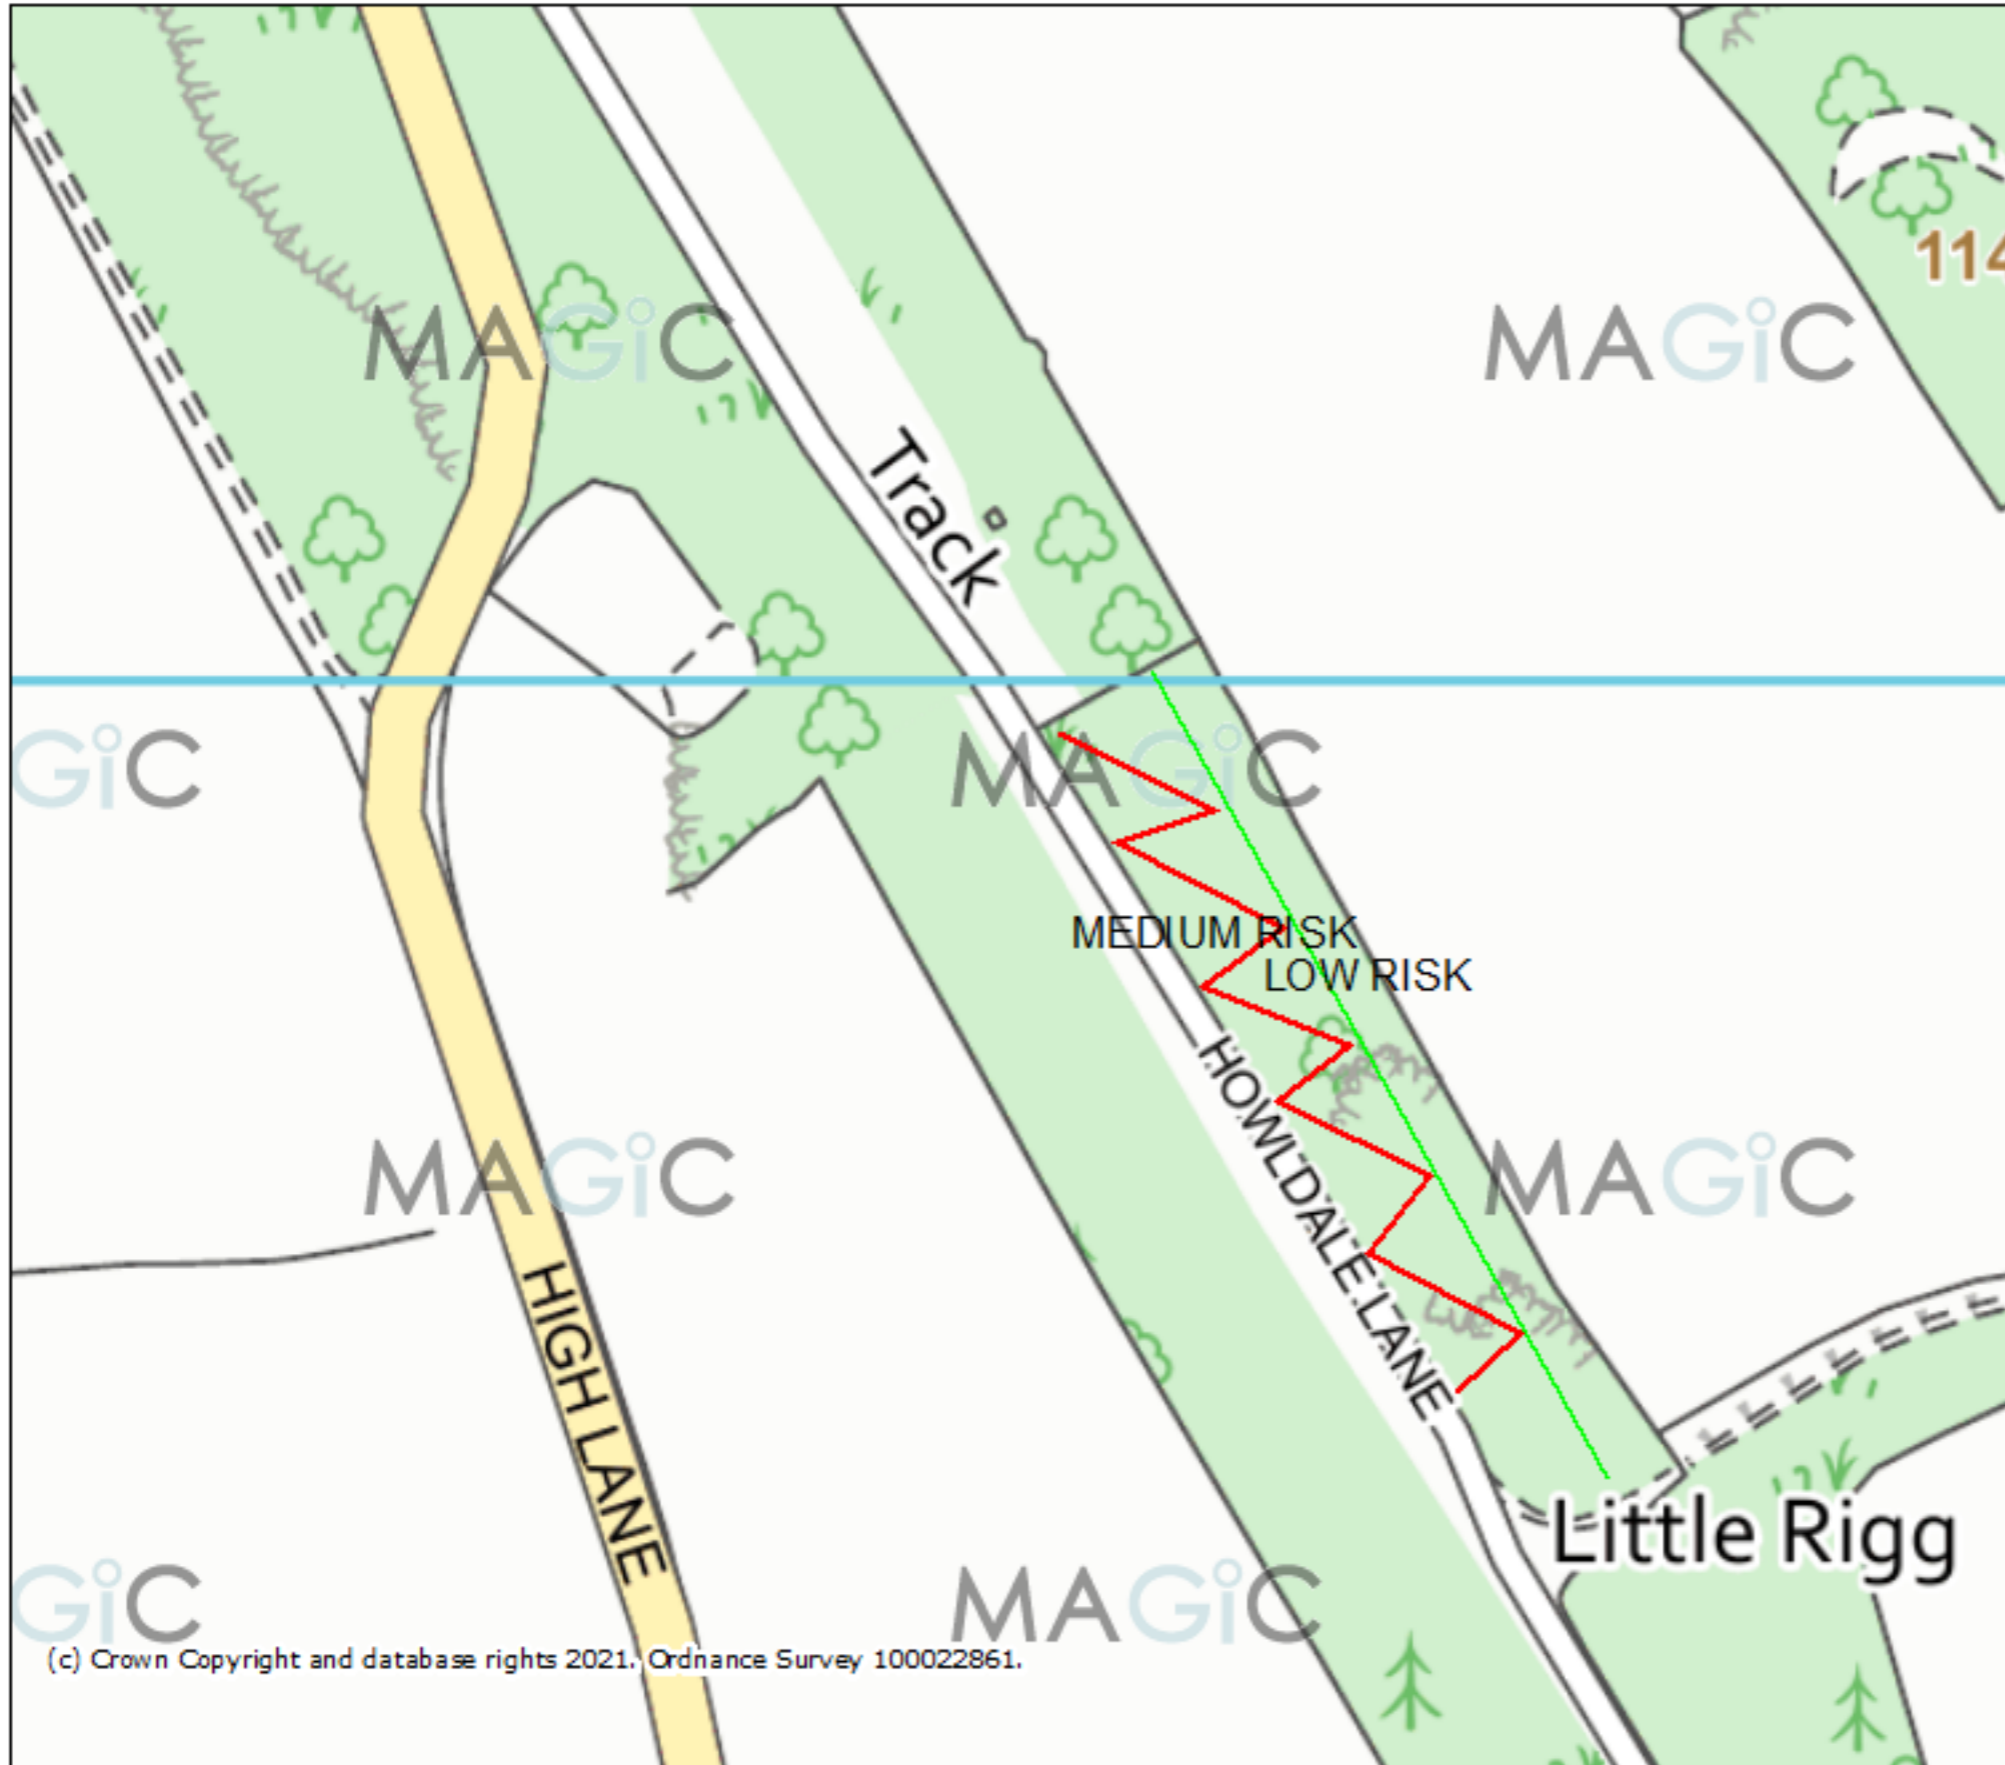 114
MAGiC
MAGiC
Track
GiC
MAGiC
MEDIUM RISK
LOW RISK
HOWLDALE LANE
MAGiC
MAGiC
HIGH LANE
Little Rigg
GiC
MAGiC
(c) Crown Copyright and database rights 2021. Ordnance Survey 100022861.